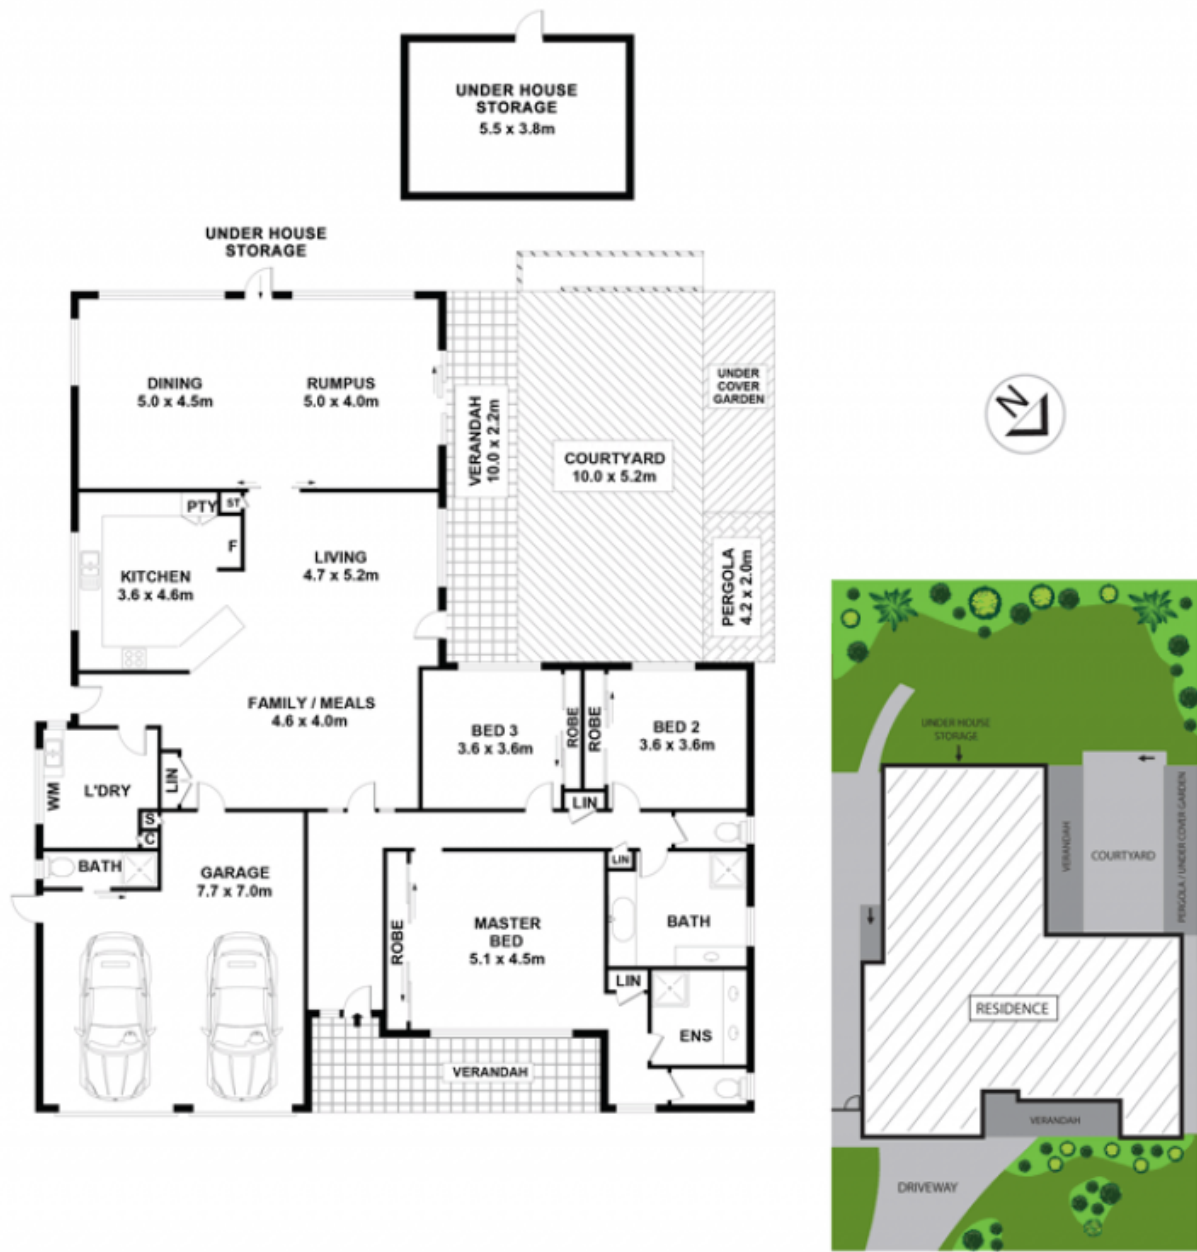 UNDER HOUSE
STORAGE
5.5 x 3.8m
UNDER HOUSE
STORAGE
DINING
5.0 x 4.5m
RUMPUS
5.0 x 4.0m
VERANDAH
10.0 x 2.2m
COURTYARD
10.0 x 5.2m
UNDER
COVER
GARDEN
N
PTY
ST
F
KITCHEN
3.6 x 4.6m
LIVING
4.7 x 5.2m
PERGOLA
4.2 x 2.0m
FAMILY / MEALS
4.6 x 4.0m
BED 3
3.6 x 3.6m
ROBE
ROBE
BED 2
3.6 x 3.6m
WM
L'DRY
LIN
LIN
S
C
BATH
GARAGE
7.7 x 7.0m
LIN
ROBE
MASTER
BED
5.1 x 4.5m
BATH
LIN
ENS
VERANDAH
UNDER HOUSE
STORAGE
VERANDAH
COURTYARD
PERGOLA / UNDER COVER GARDEN
RESIDENCE
VERANDAH
DRIVEWAY